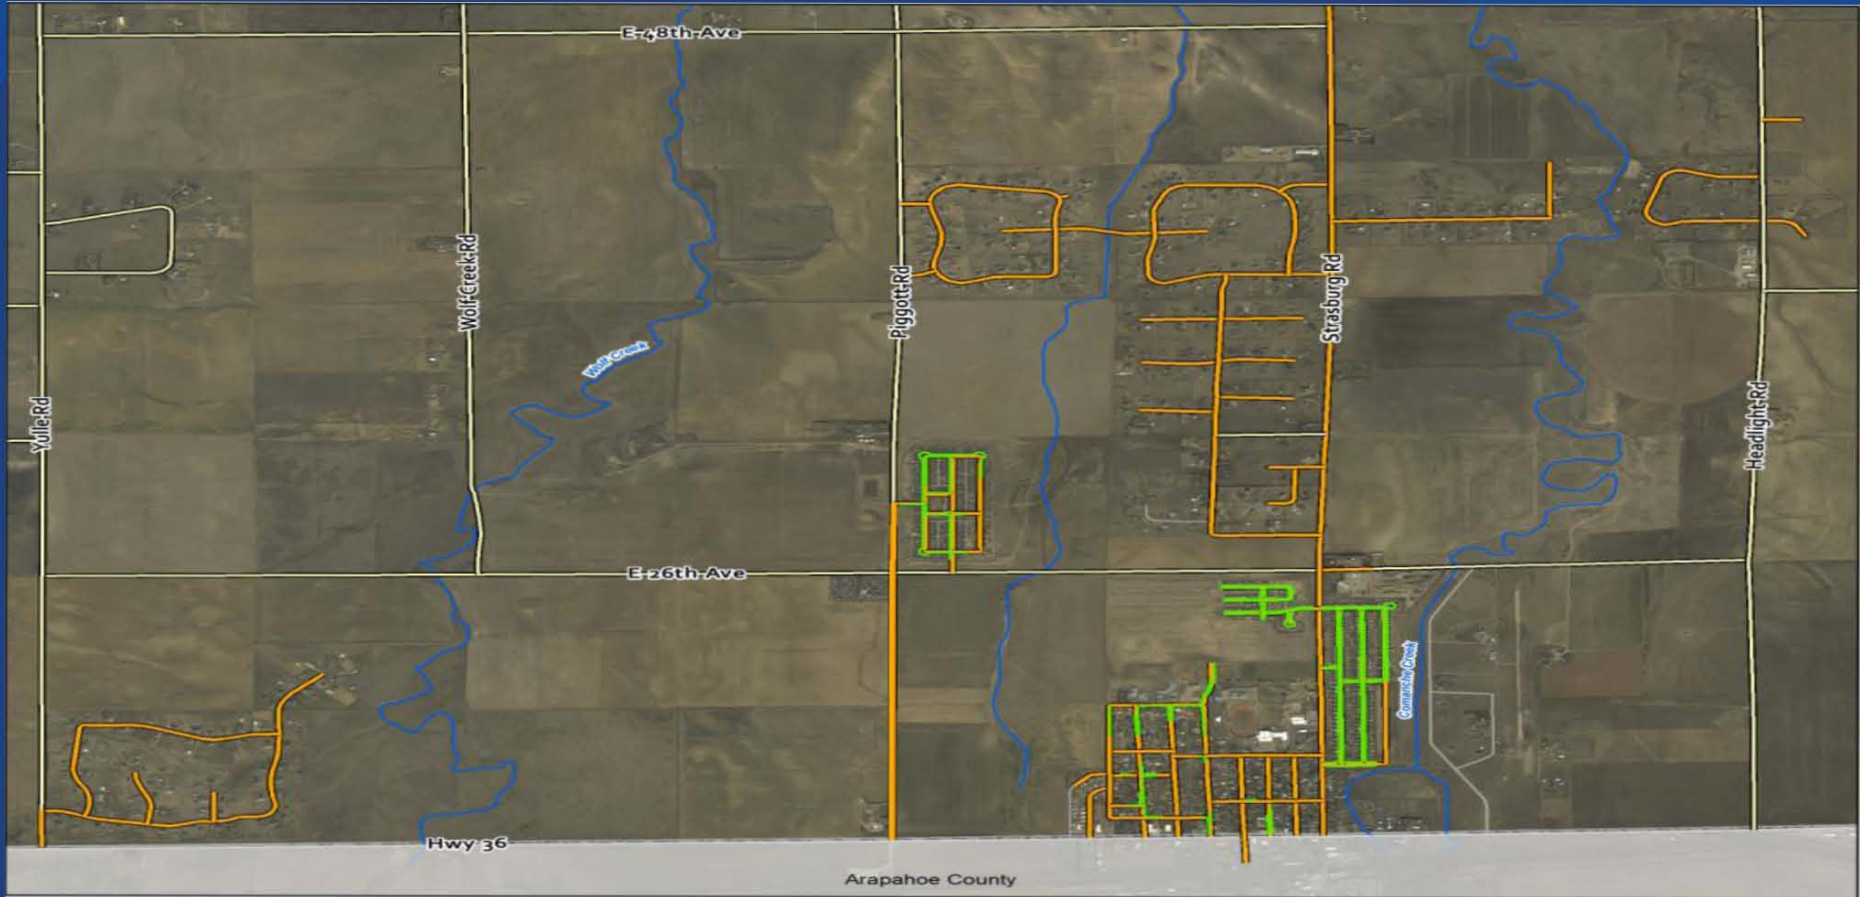 E 48th Ave
Wolf Creek Rd
Piggott Rd
Strasburg Rd
Wolf Creek
Yulle Rd
Headlight Rd
E 26th Ave
Comanche Creek
Hwy 36
Arapahoe County